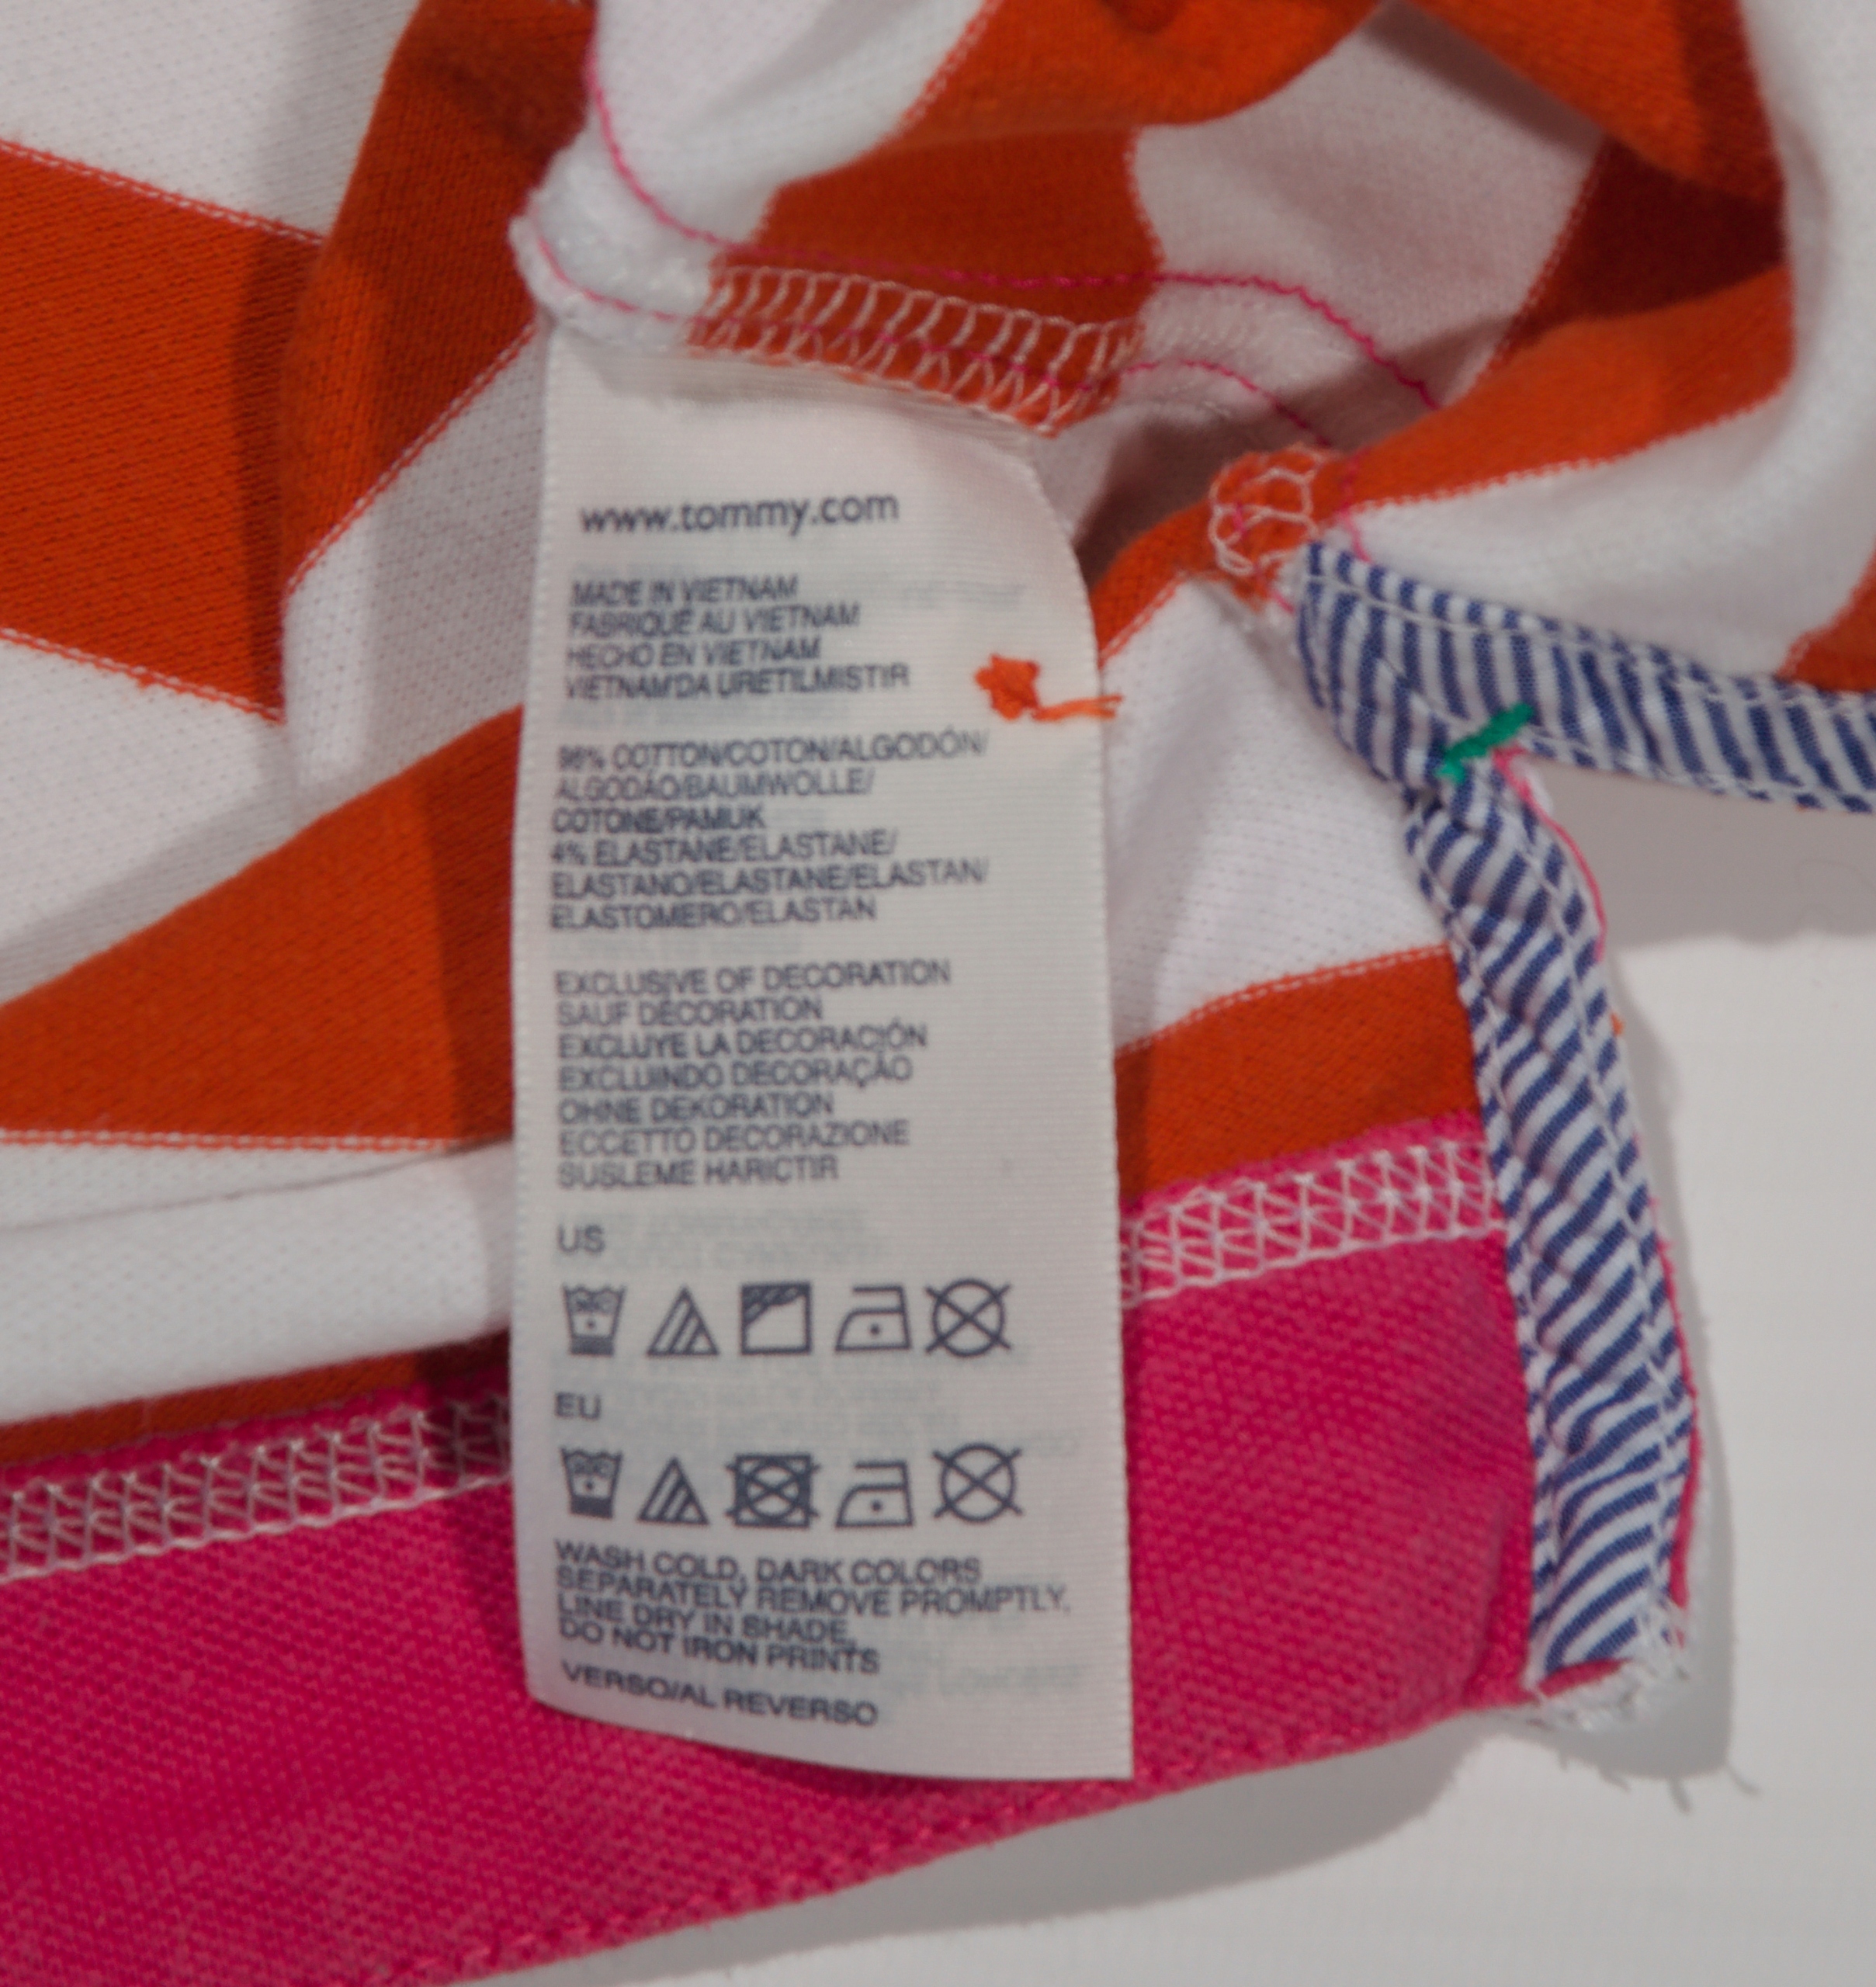 www.tommy.com
MADE IN VIETNAM
FABRIQUÉ AU VIETNAM
HECHO EN VIETNAM
VIETNAM'DA URETILMISTIR
96% COTTON/COTON/ALGODÓN/
ALGODÃO/BAUMWOLLE/
COTONE/PAMUK
4% ELASTANE/ELASTANE/
ELASTANO/ELASTANE/ELASTAN/
ELASTOMERO/ELASTAN
EXCLUSIVE OF DECORATION
SAUF DÉCORATION
EXCLUYE LA DECORACIÓN
EXCLUINDO DECORAÇÃO
OHNE DEKORATION
ECCETTO DECORAZIONE
SUSLEME HARICTIR
US
EU
WASH COLD, DARK COLORS
SEPARATELY REMOVE PROMPTLY,
LINE DRY IN SHADE,
DO NOT IRON PRINTS
VERSO/AL REVERSO